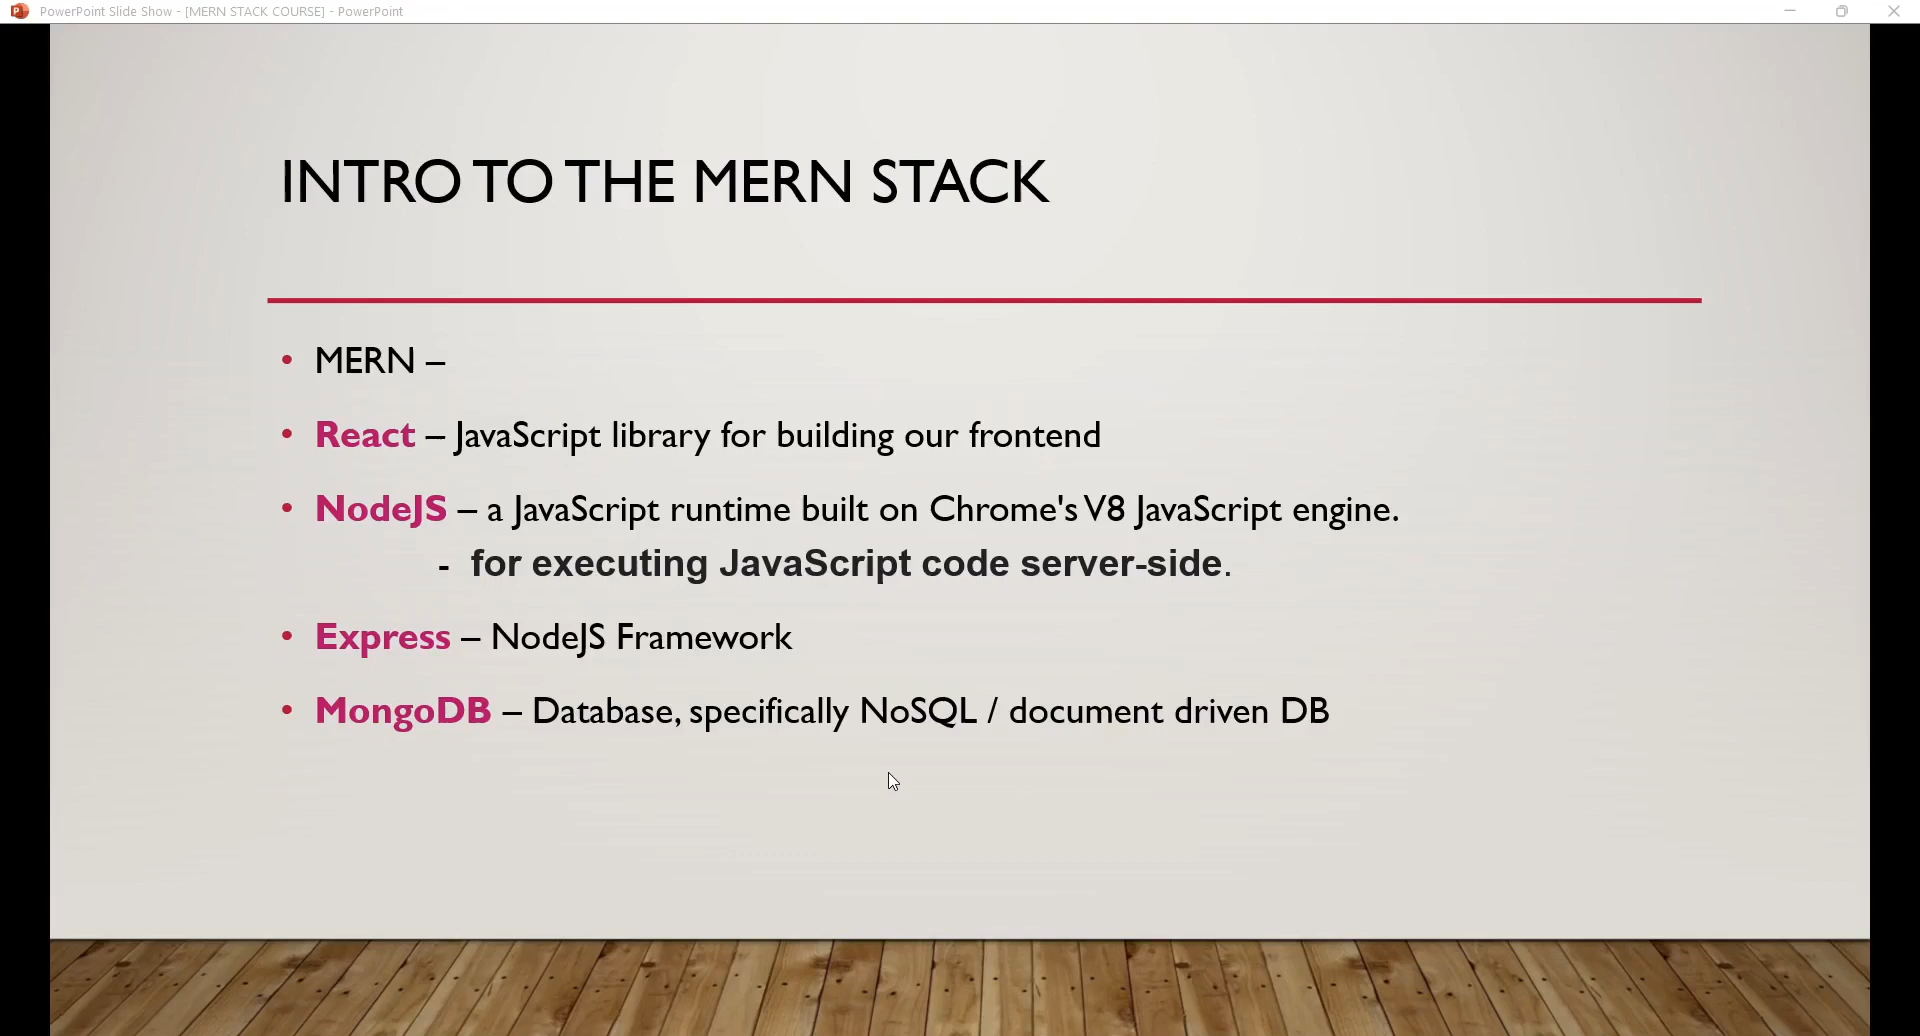 PowerPoint Slide Show - [MERN STACK COURSE] - PowerPoint
INTRO TO THE MERN STACK
• MERN –
• React – JavaScript library for building our frontend
• NodeJS – a JavaScript runtime built on Chrome's V8 JavaScript engine.
- for executing JavaScript code server-side.
• Express – NodeJS Framework
• MongoDB – Database, specifically NoSQL / document driven DB